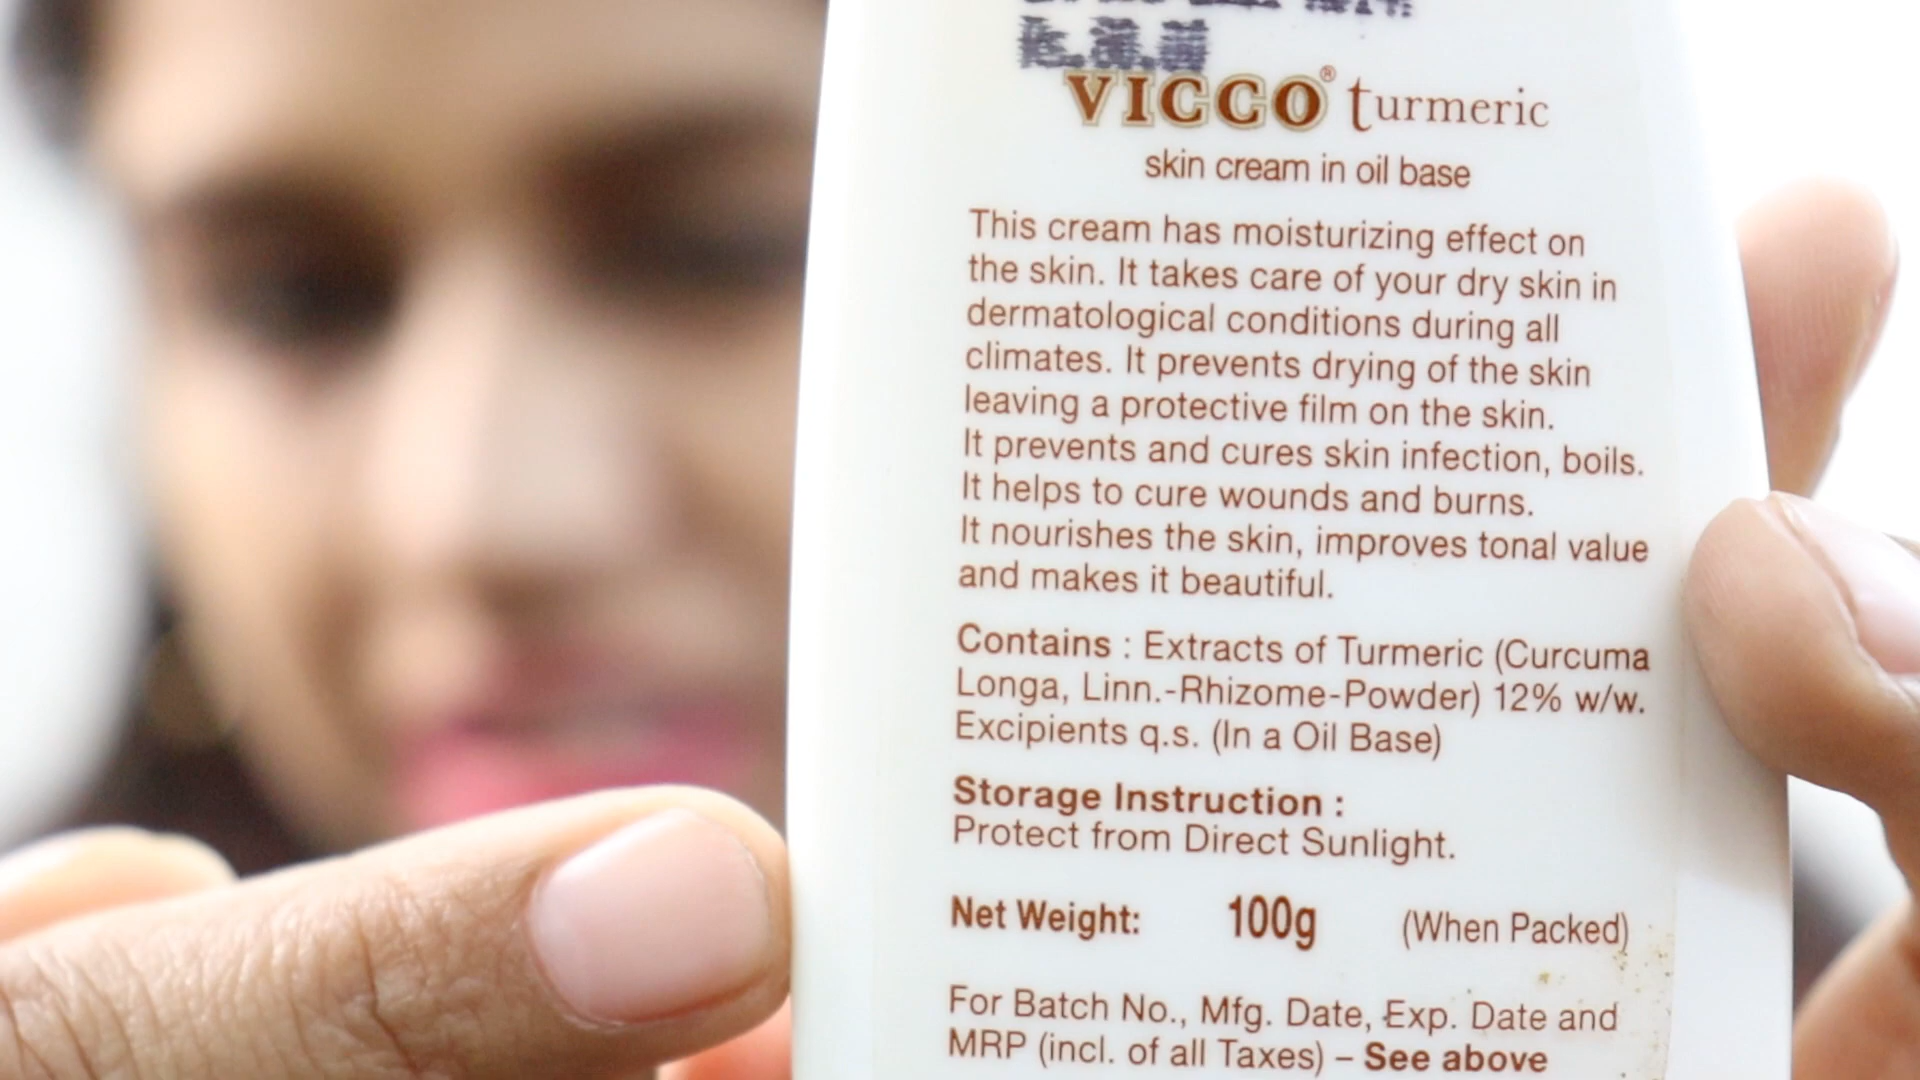 VICCO® turmeric
skin cream in oil base
This cream has moisturizing effect on
the skin. It takes care of your dry skin in
dermatological conditions during all
climates. It prevents drying of the skin
leaving a protective film on the skin.
It prevents and cures skin infection, boils.
It helps to cure wounds and burns.
It nourishes the skin, improves tonal value
and makes it beautiful.
Contains : Extracts of Turmeric (Curcuma
Longa, Linn.-Rhizome-Powder) 12% w/w.
Excipients q.s. (In a Oil Base)
Storage Instruction :
Protect from Direct Sunlight.
Net Weight: 100g (When Packed)
For Batch No., Mfg. Date, Exp. Date and
MRP (incl. of all Taxes) – See above